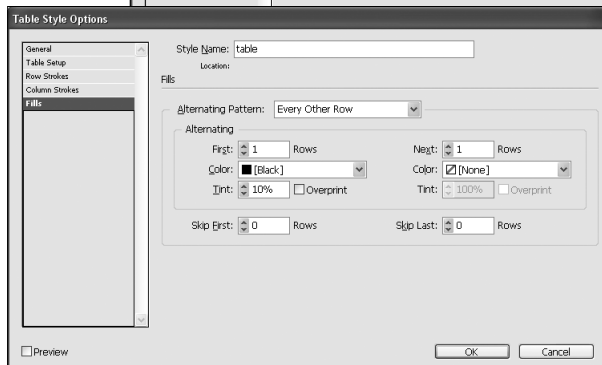 Table Style Options
General
Table Setup
Row Strokes
Column Strokes
Fills
Style Name: table
Location:
Fills
Alternating Pattern: Every Other Row
Alternating
First: 1 Rows Next: 1 Rows
Color: [Black] Color: [None]
Tint: 10% Overprint Tint: 100% Overprint
Skip First: 0 Rows Skip Last: 0 Rows
Preview OK Cancel